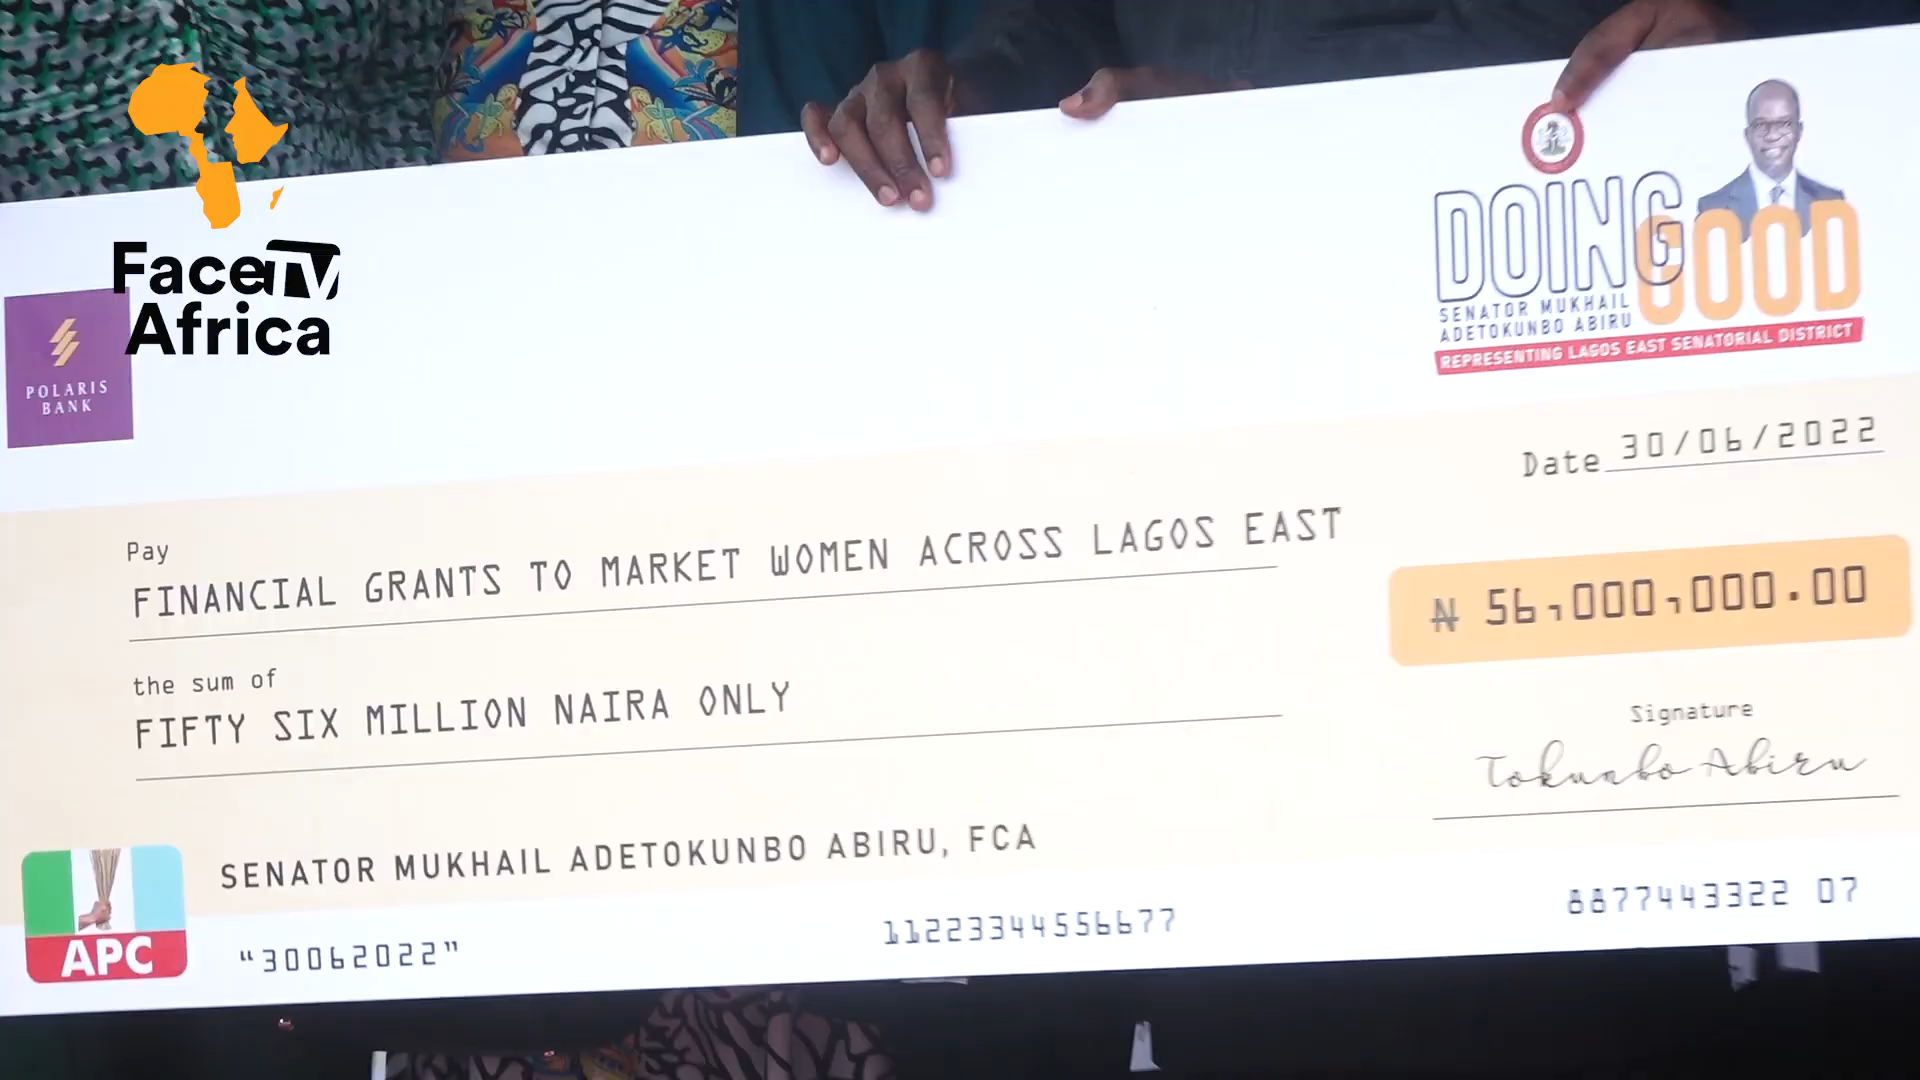 FaceTV
Africa
POLARIS
BANK
DOING
GOOD
SENATOR MUKHAIL
ADETOKUNBO ABIRU
REPRESENTING LAGOS EAST SENATORIAL DISTRICT
Date 30/06/2022
Pay
FINANCIAL GRANTS TO MARKET WOMEN ACROSS LAGOS EAST
₦ 56,000,000.00
the sum of
FIFTY SIX MILLION NAIRA ONLY
Signature
Tokunbo Abiru
SENATOR MUKHAIL ADETOKUNBO ABIRU, FCA
APC
"30062022"
11223344556677
8877443322 07